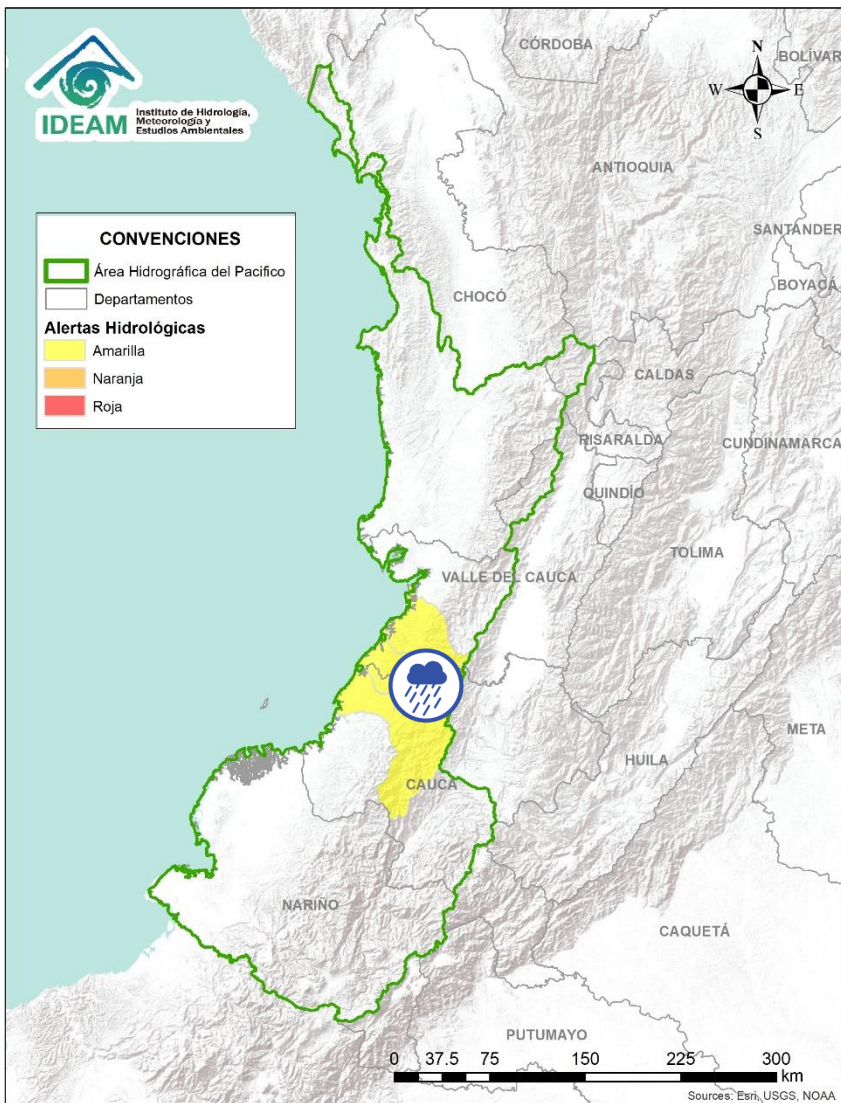 IDEAM
Instituto de Hidrología,
Meteorología y
Estudios Ambientales
N
W
E
S
CONVENCIONES
Área Hidrográfica del Pacifico
Departamentos
Alertas Hidrológicas
Amarilla
Naranja
Roja
CÓRDOBA
BOLÍVAR
ANTIOQUIA
SANTANDER
BOYACÁ
CHOCÓ
CALDAS
RISARALDA
CUNDINAMARCA
QUINDÍO
TOLIMA
VALLE DEL CAUCA
META
HUILA
CAUCA
NARIÑO
CAQUETÁ
PUTUMAYO
0 37.5 75 150 225 300
km
Sources: Esri, USGS, NOAA